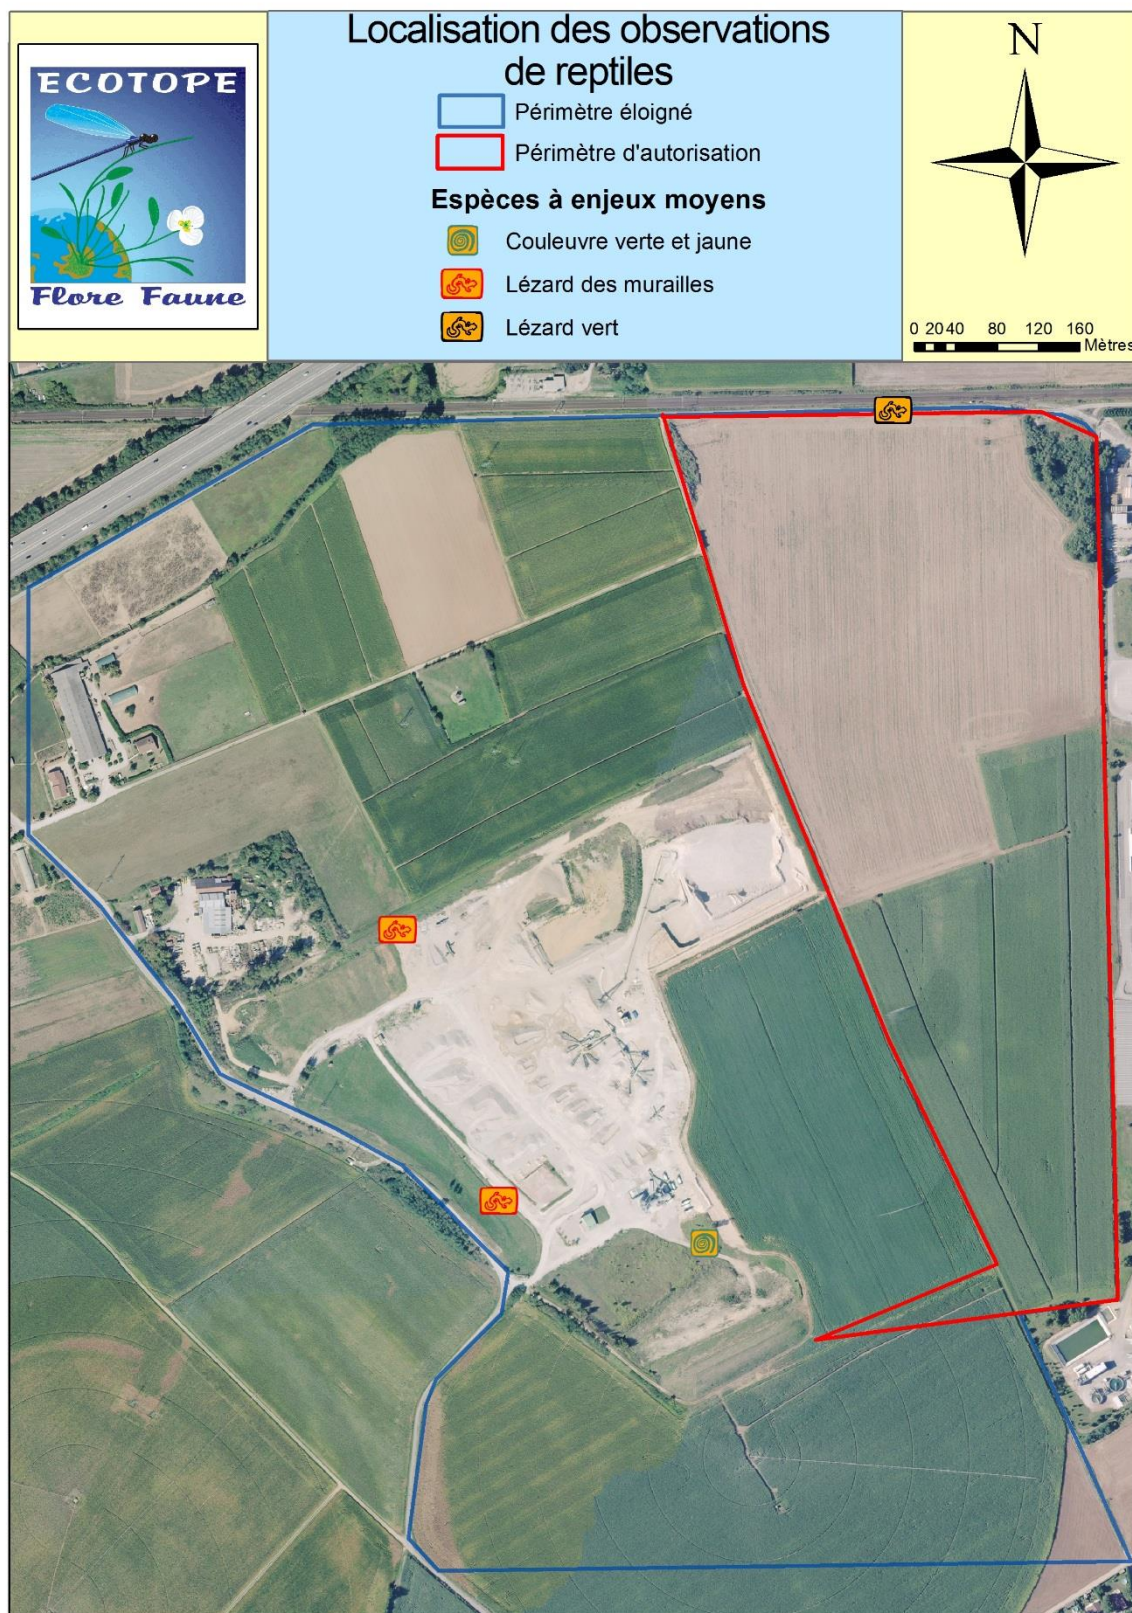 ECOTOPE
Flore Faune
Localisation des observations
de reptiles
Périmètre éloigné
Périmètre d'autorisation
Espèces à enjeux moyens
Couleuvre verte et jaune
Lézard des murailles
Lézard vert
N
0 20 40 80 120 160
Mètres